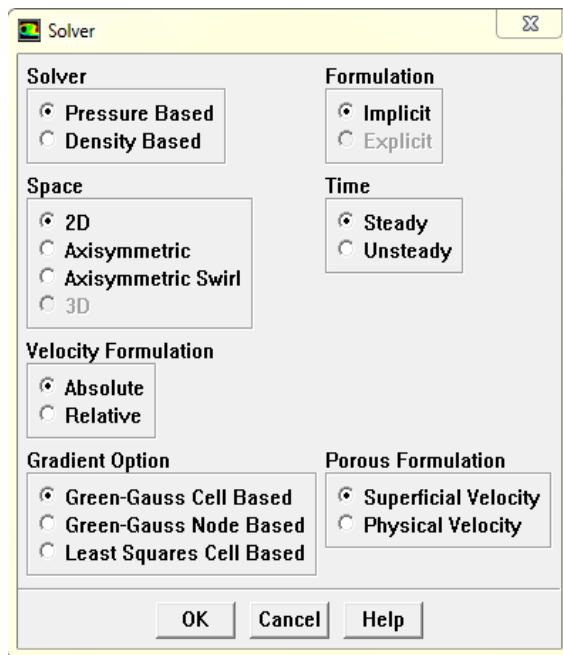 Solver
Solver
Pressure Based
Density Based
Formulation
Implicit
Explicit
Space
2D
Axisymmetric
Axisymmetric Swirl
3D
Time
Steady
Unsteady
Velocity Formulation
Absolute
Relative
Gradient Option
Green-Gauss Cell Based
Green-Gauss Node Based
Least Squares Cell Based
Porous Formulation
Superficial Velocity
Physical Velocity
OK Cancel Help